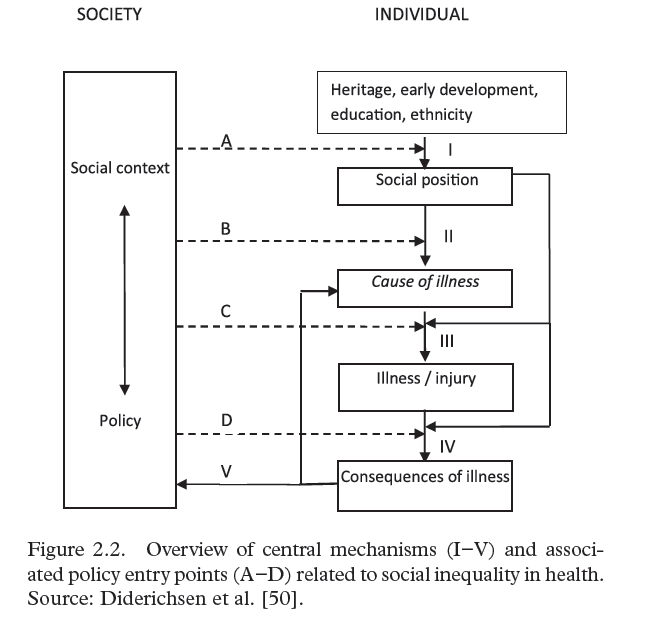 SOCIETY
INDIVIDUAL
Heritage, early development,
education, ethnicity
A
I
Social context
Social position
B
II
Cause of illness
C
III
Illness / injury
Policy
D
IV
V
Consequences of illness
Figure 2.2. Overview of central mechanisms (I–V) and associ-
ated policy entry points (A–D) related to social inequality in health.
Source: Diderichsen et al. [50].